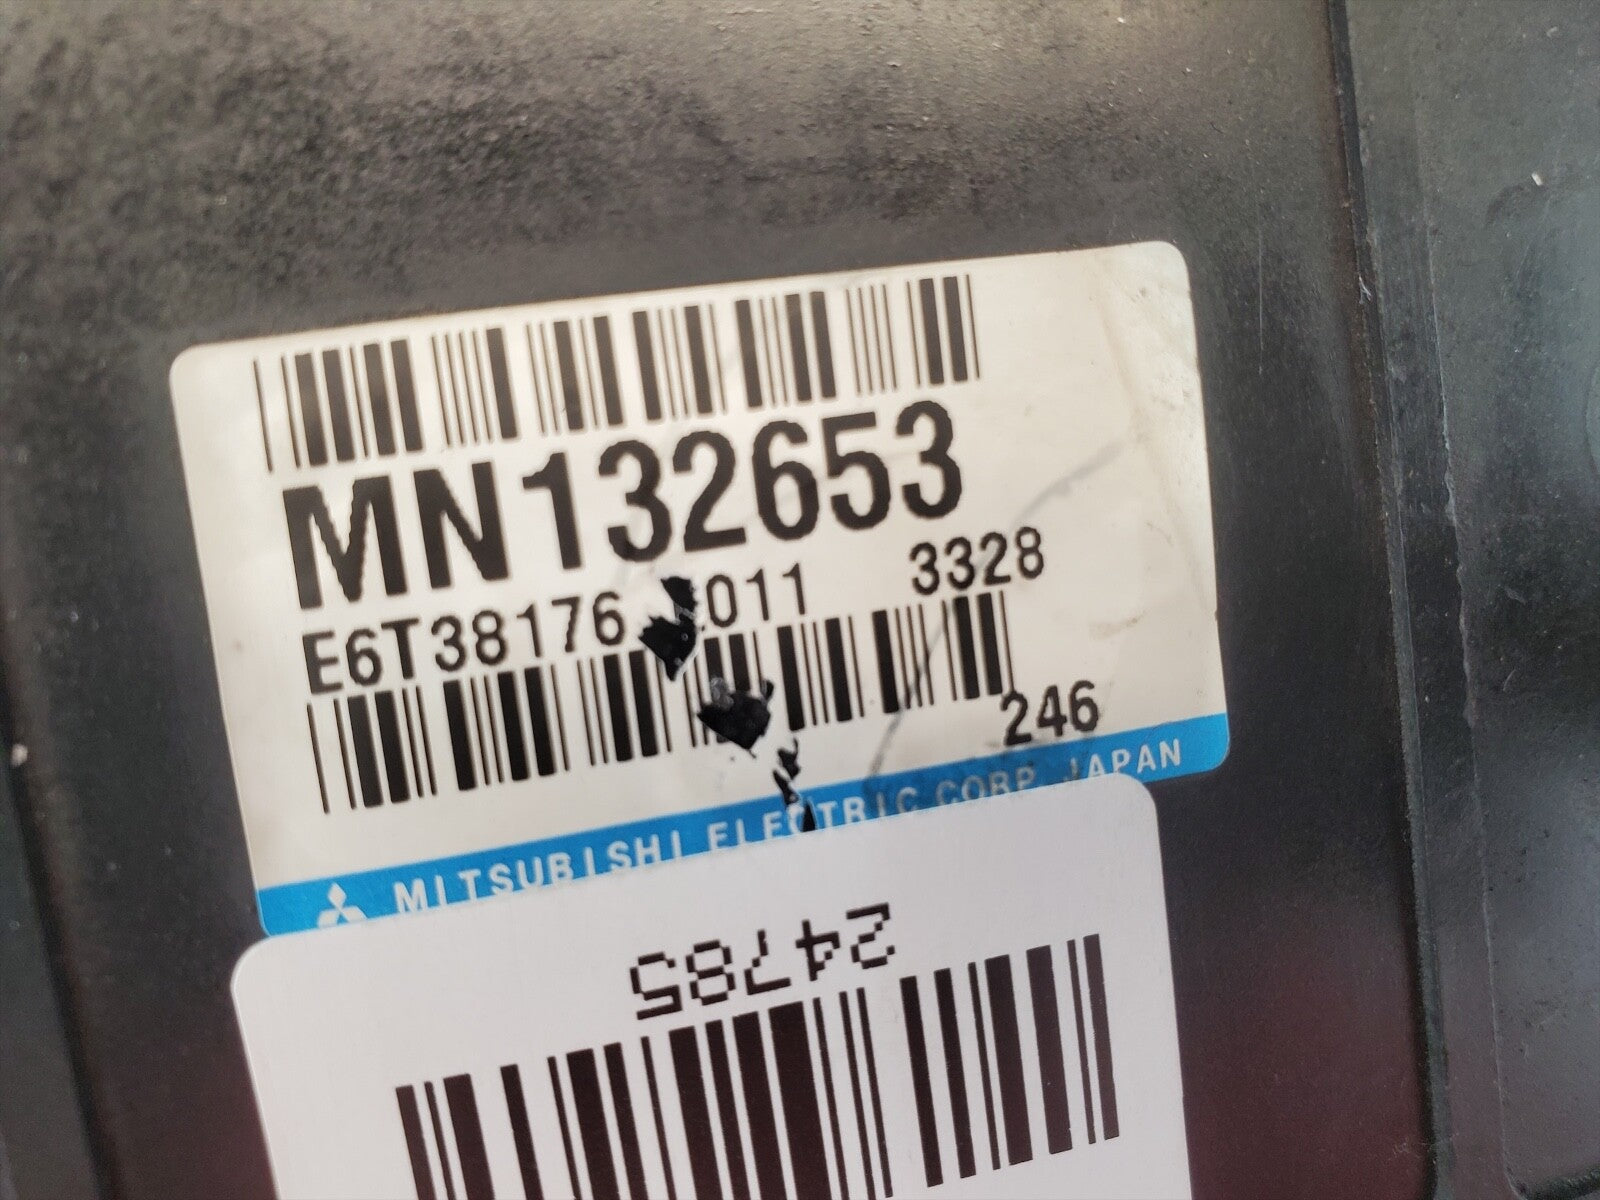 MN132653
E6T38176 011 3328
246
MITSUBISHI ELECTRIC CORP. JAPAN
24785